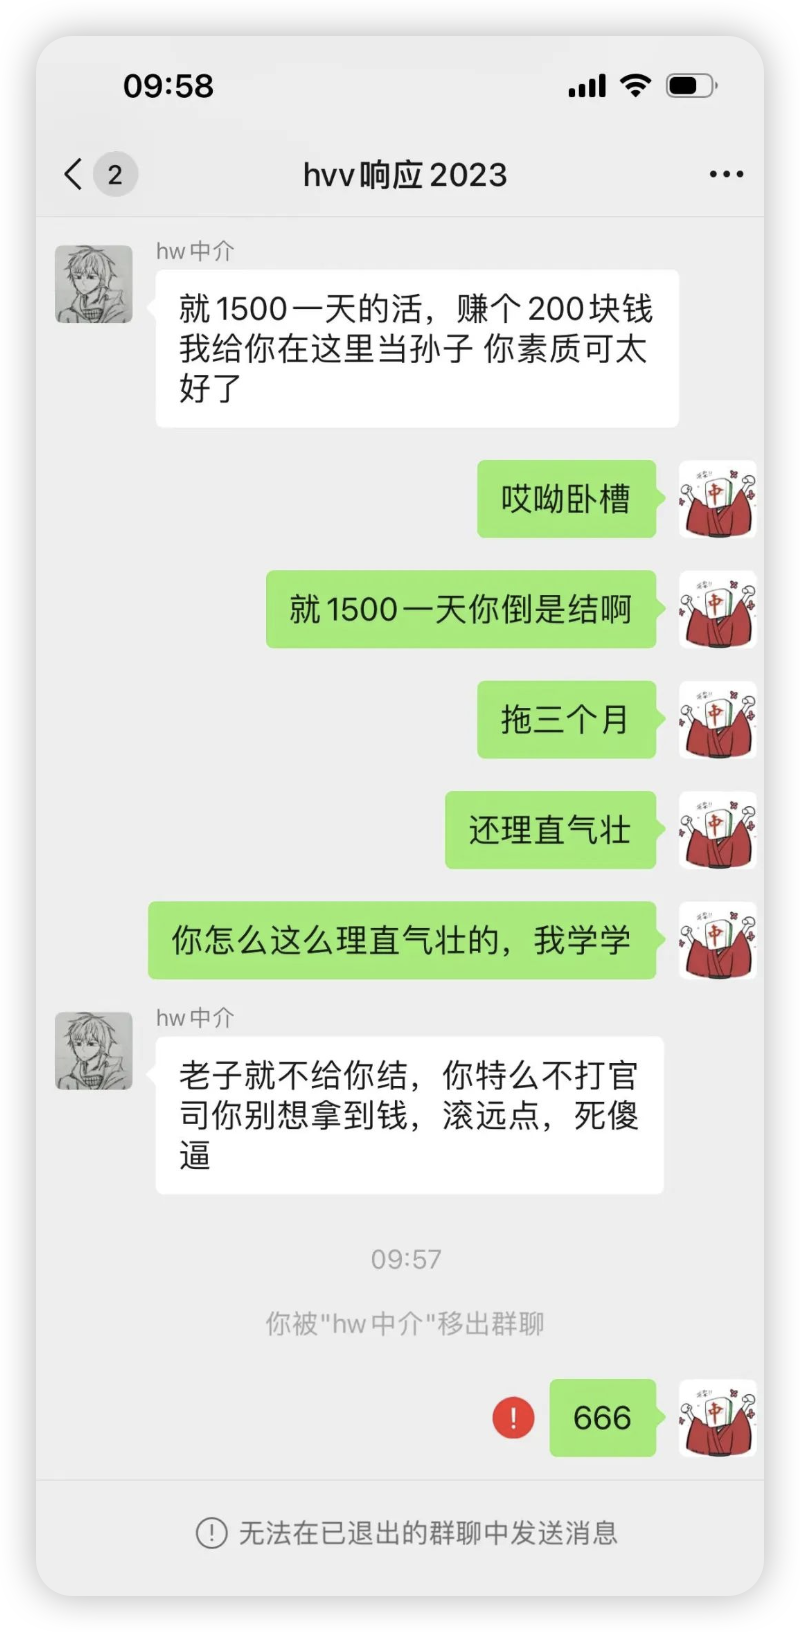 09:58
2
hvv响应2023
hw中介
就1500一天的活，赚个200块钱
我给你在这里当孙子 你素质可太
好了
哎呦卧槽
就1500一天你倒是结啊
拖三个月
还理直气壮
你怎么这么理直气壮的，我学学
hw中介
老子就不给你结，你特么不打官
司你别想拿到钱，滚远点，死傻
逼
09:57
你被"hw中介"移出群聊
666
无法在已退出的群聊中发送消息